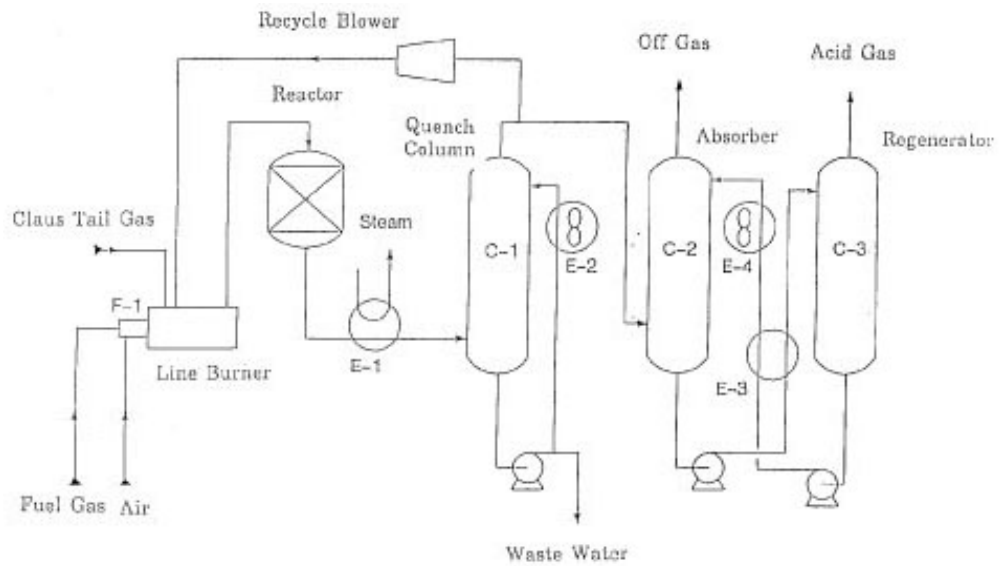 Recycle Blower
Off Gas
Acid Gas
Reactor
Quench
Column
Absorber
Regenerator
Claus Tail Gas
Steam
C-1
E-2
C-2
E-4
C-3
F-1
E-1
Line Burner
E-3
Fuel Gas
Air
Waste Water